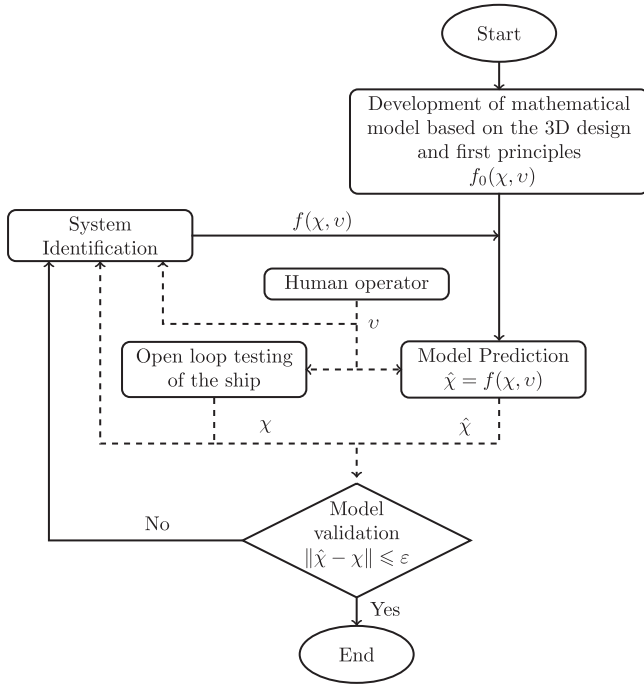 Start
Development of mathematical
model based on the 3D design
and first principles
f₀(χ, υ)
System
Identification
f(χ, υ)
Human operator
υ
Open loop testing
of the ship
Model Prediction
χ̂ = f(χ, υ)
χ
χ̂
Model
validation
‖χ̂ − χ‖ ⩽ ε
No
Yes
End